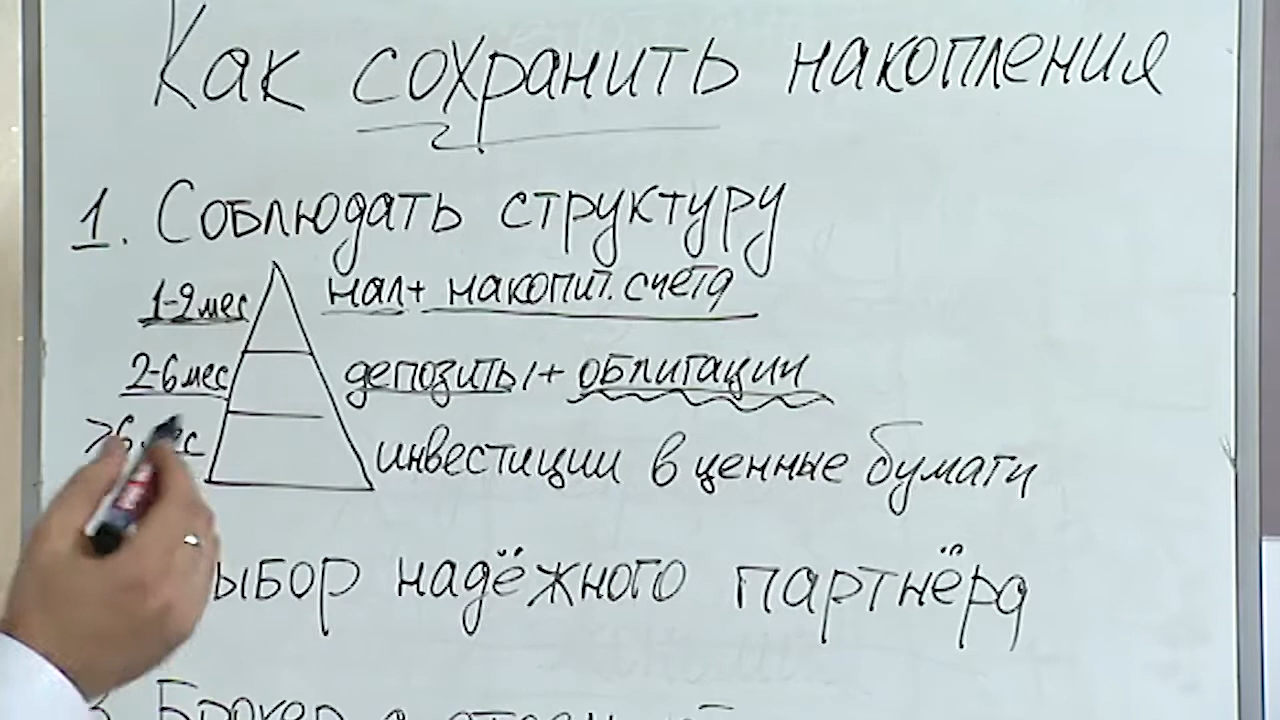 Как сохранить накопления
1. Соблюдать структуру
1-2мес нал+ накопит. счета
2-6мес депозиты+ облигации
>6мес инвестиции в ценные бумаги
надёжного партнёра